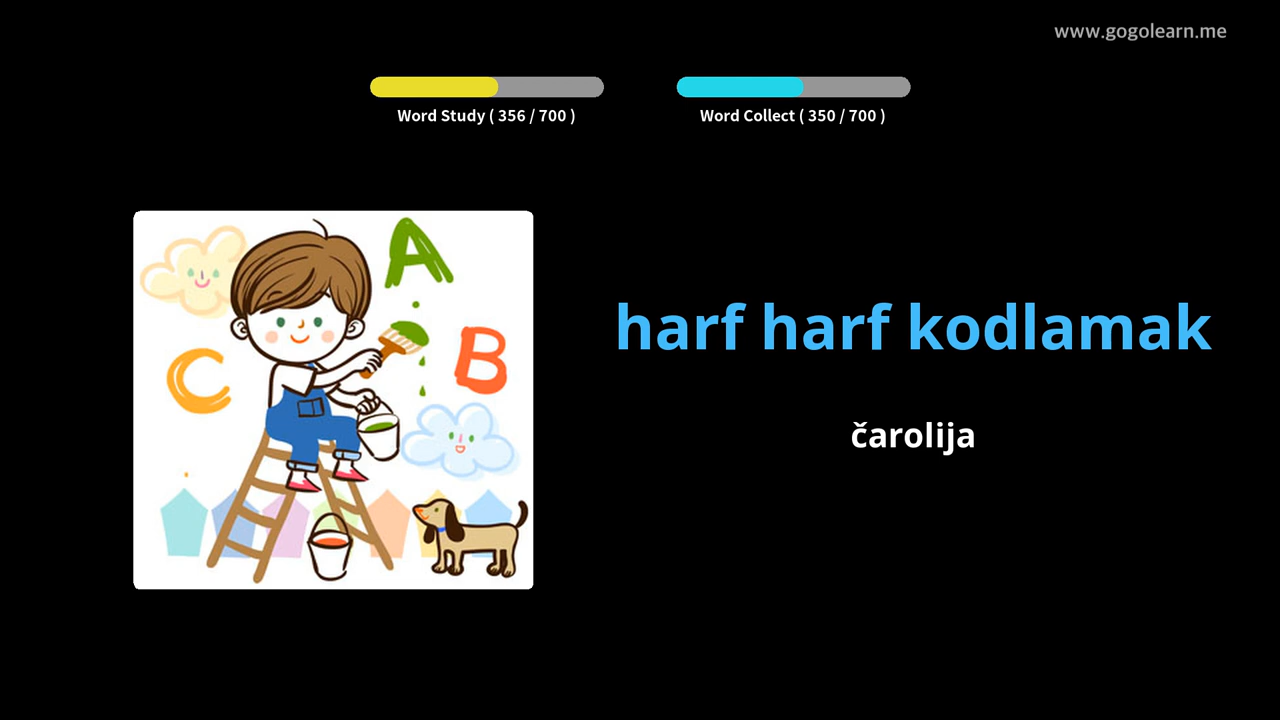 www.gogolearn.me
Word Study ( 356 / 700 )
Word Collect ( 350 / 700 )
A
B
C
harf harf kodlamak
čarolija